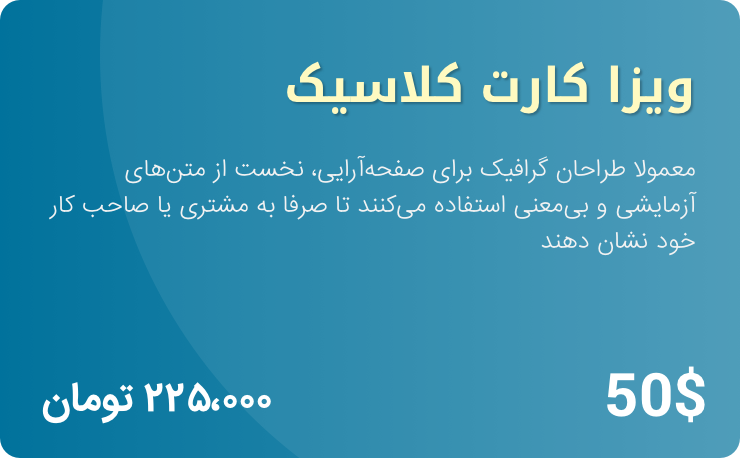 ویزا کارت کلاسیک
معمولا طراحان گرافیک برای صفحه‌آرایی، نخست از متن‌های
آزمایشی و بی‌معنی استفاده می‌کنند تا صرفا به مشتری یا صاحب کار
خود نشان دهند
50$
۲۲۵،۰۰۰ تومان